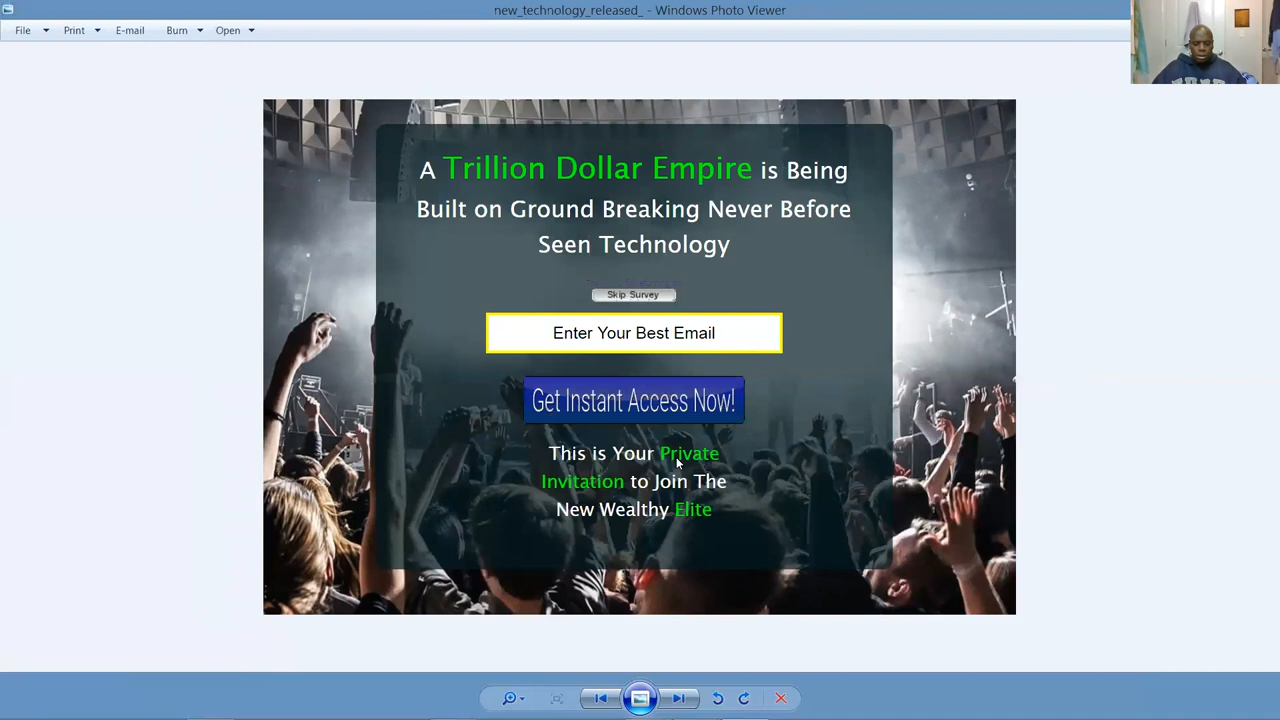 new_technology_released_ - Windows Photo Viewer
File Print E-mail Burn Open
A Trillion Dollar Empire is Being
Built on Ground Breaking Never Before
Seen Technology
Skip Survey
Enter Your Best Email
Get Instant Access Now!
This is Your Private
Invitation to Join The
New Wealthy Elite